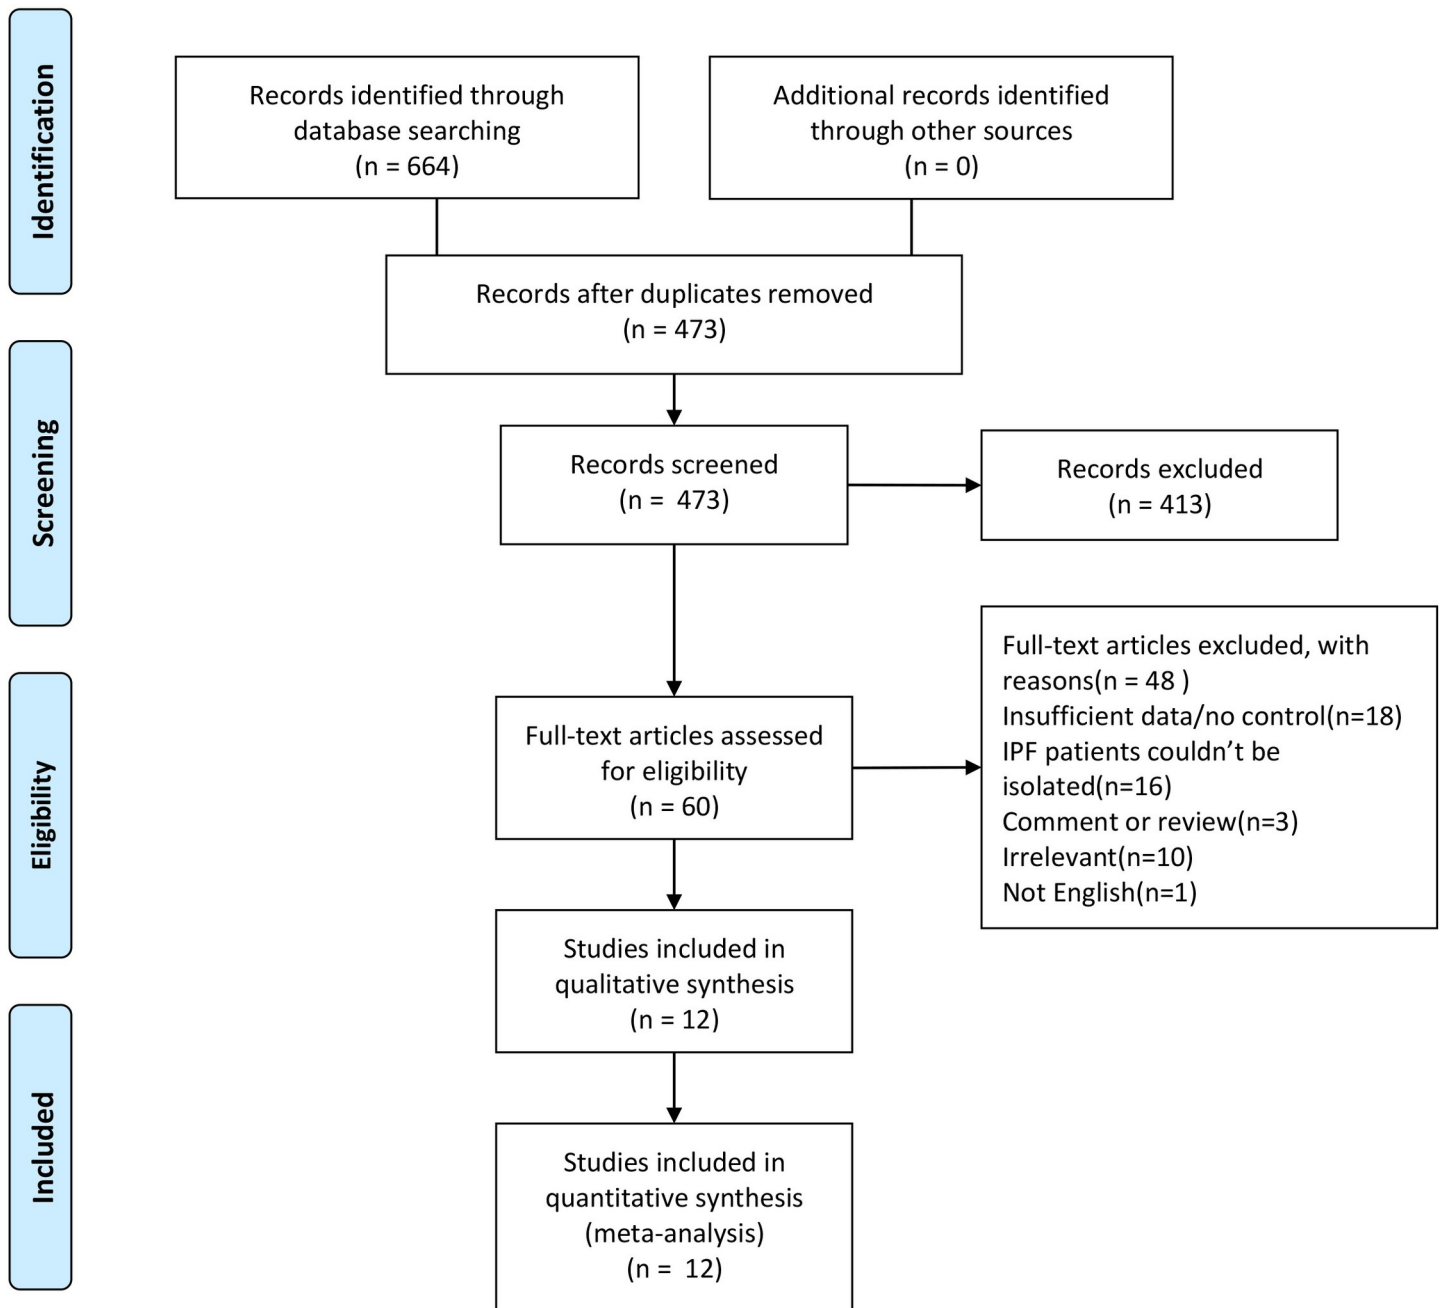 Identification
Records identified through
database searching
(n = 664)
Additional records identified
through other sources
(n = 0)
Records after duplicates removed
(n = 473)
Screening
Records screened
(n =  473)
Records excluded
(n = 413)
Eligibility
Full-text articles assessed
for eligibility
(n = 60)
Full-text articles excluded, with
reasons(n = 48 )
Insufficient data/no control(n=18)
IPF patients couldn’t be
isolated(n=16)
Comment or review(n=3)
Irrelevant(n=10)
Not English(n=1)
Studies included in
qualitative synthesis
(n = 12)
Included
Studies included in
quantitative synthesis
(meta-analysis)
(n =  12)